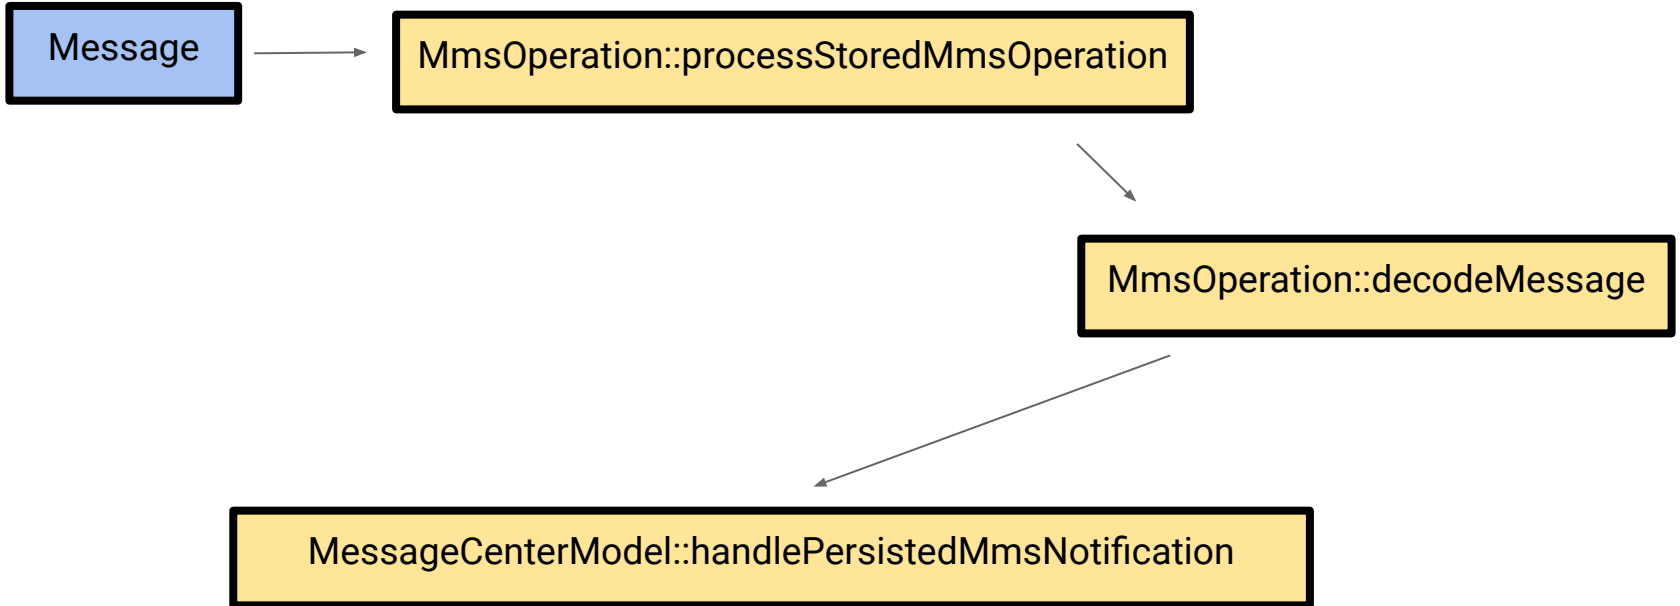 Message
MmsOperation::processStoredMmsOperation
MmsOperation::decodeMessage
MessageCenterModel::handlePersistedMmsNotification